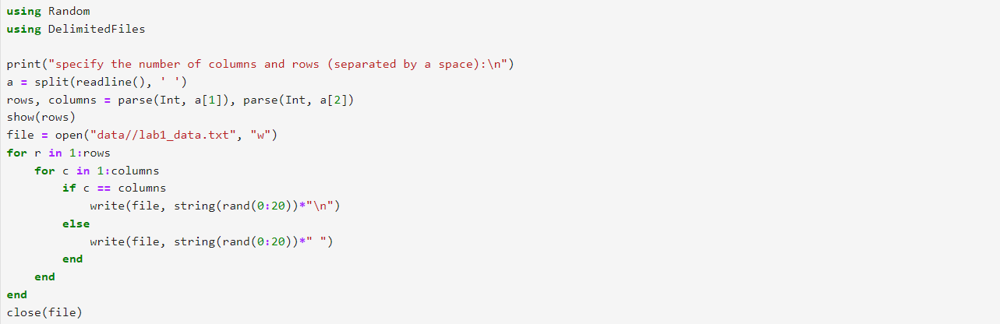 using Random
using DelimitedFiles

print("specify the number of columns and rows (separated by a space):\n")
a = split(readline(), ' ')
rows, columns = parse(Int, a[1]), parse(Int, a[2])
show(rows)
file = open("data//lab1_data.txt", "w")
for r in 1:rows
    for c in 1:columns
        if c == columns
            write(file, string(rand(0:20))*"\n")
        else
            write(file, string(rand(0:20))*" ")
        end
    end
end
close(file)